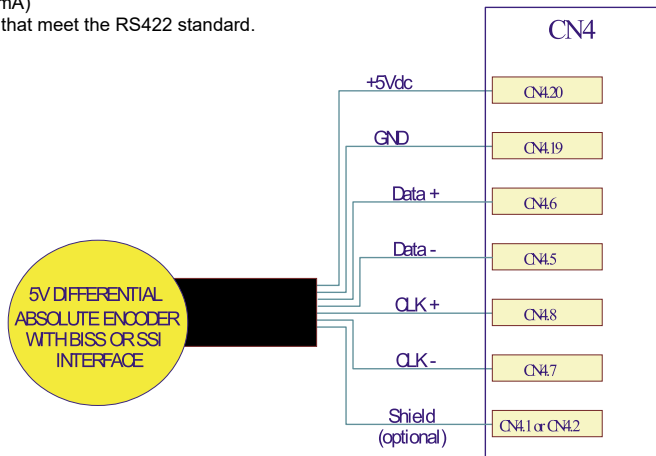 mA)
that meet the RS422 standard.
CN4
+5Vdc
CN4.20
GND
CN4.19
Data +
CN4.6
Data -
CN4.5
CLK +
CN4.8
CLK -
CN4.7
Shield
(optional)
CN4.1 or CN4.2
5V DIFFERENTIAL
ABSOLUTE ENCODER
WITH BISS OR SSI
INTERFACE